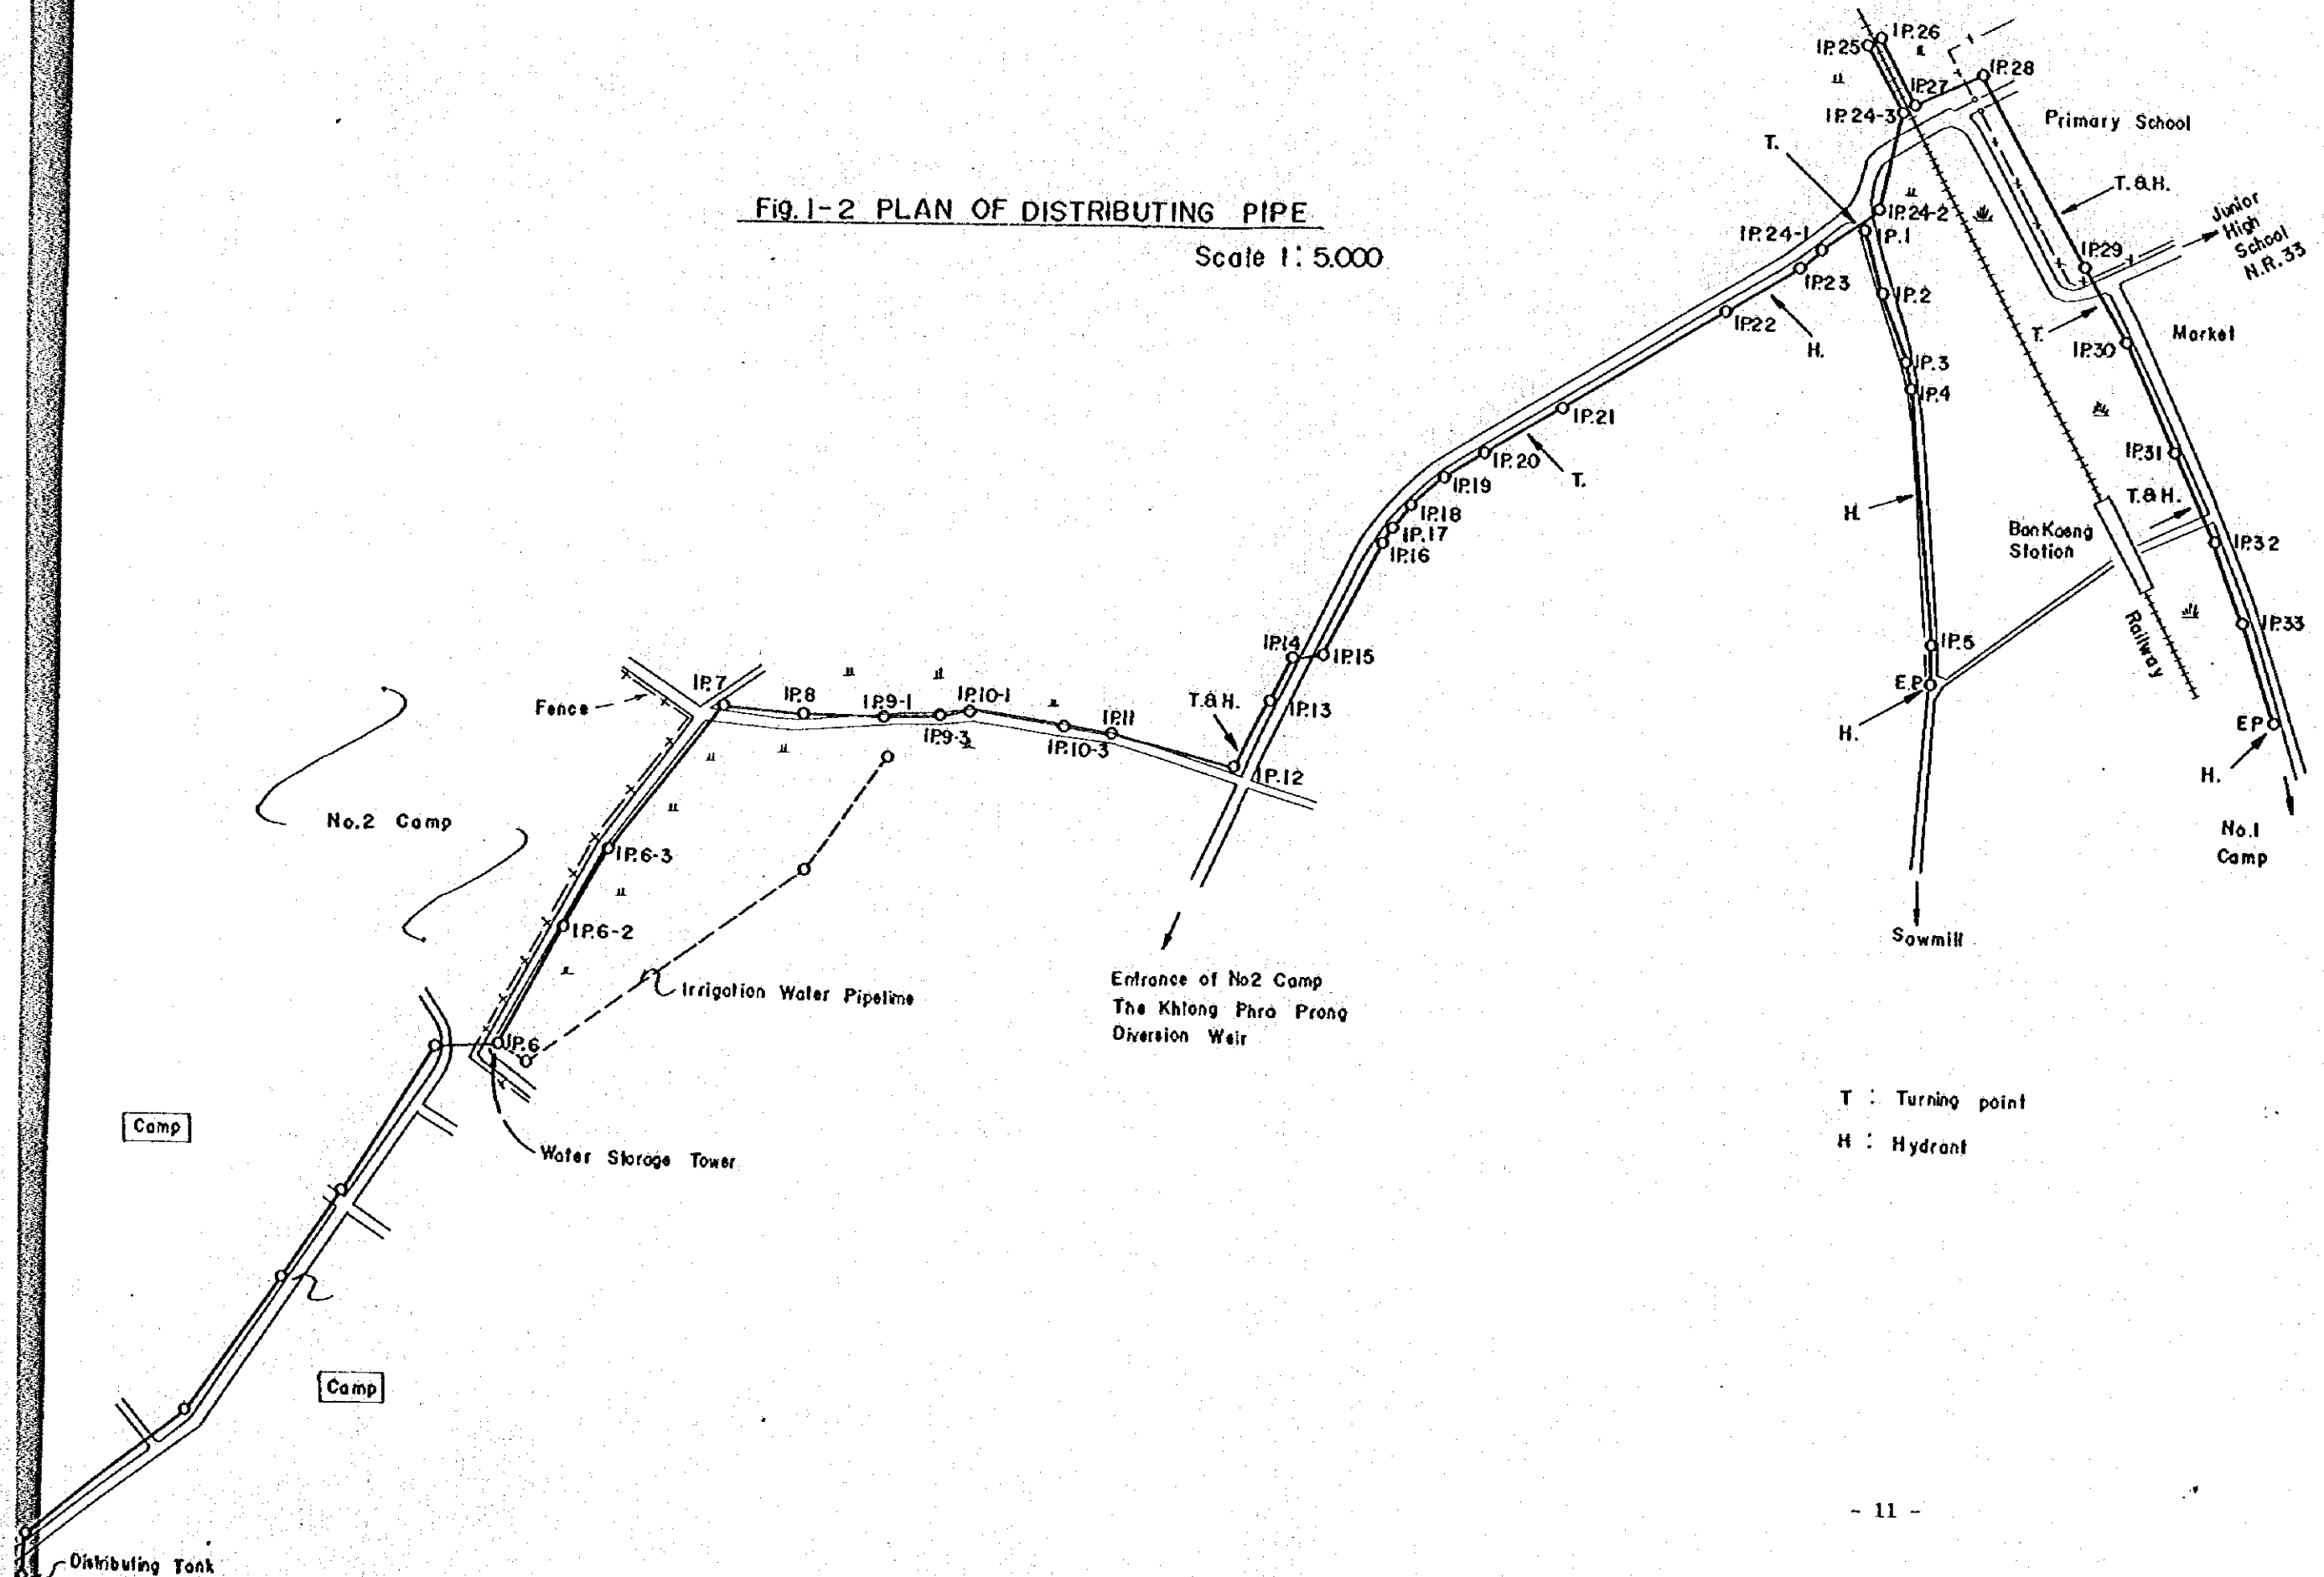 Fig. 1-2 PLAN OF DISTRIBUTING PIPE
Scale 1: 5.000
IP.25
IP.26
IP.27
IP.28
IP.24-3
Primary School
T.
T.&H.
Junior
High
School
N.R.33
IP.24-2
IP.24-1
IP.1
IP.29
IP.23
IP.2
IP.22
H.
T.
Market
IP.30
IP.3
IP.4
IP.21
IP.20
T.
IP.19
IP.18
IP.17
IP.16
IP.31
T.&H.
H.
Ban Kaeng
Station
IP.32
Railway
IP.33
IP.5
E.P
H.
E P
H.
No.1
Camp
Sawmill
IP.14
IP.15
IP.13
T.&H.
IP.12
Fence
IP.7
IP.8
IP.9-1
IP.10-1
IP.9-3
IP.10-3
IP.11
No.2 Camp
IP.6-3
IP.6-2
Irrigation Water Pipeline
Entrance of No2 Camp
The Khlong Phra Prong
Diversion Weir
IP.6
Water Storage Tower
Camp
Camp
T : Turning point
H : Hydrant
Distributing Tank
- 11 -